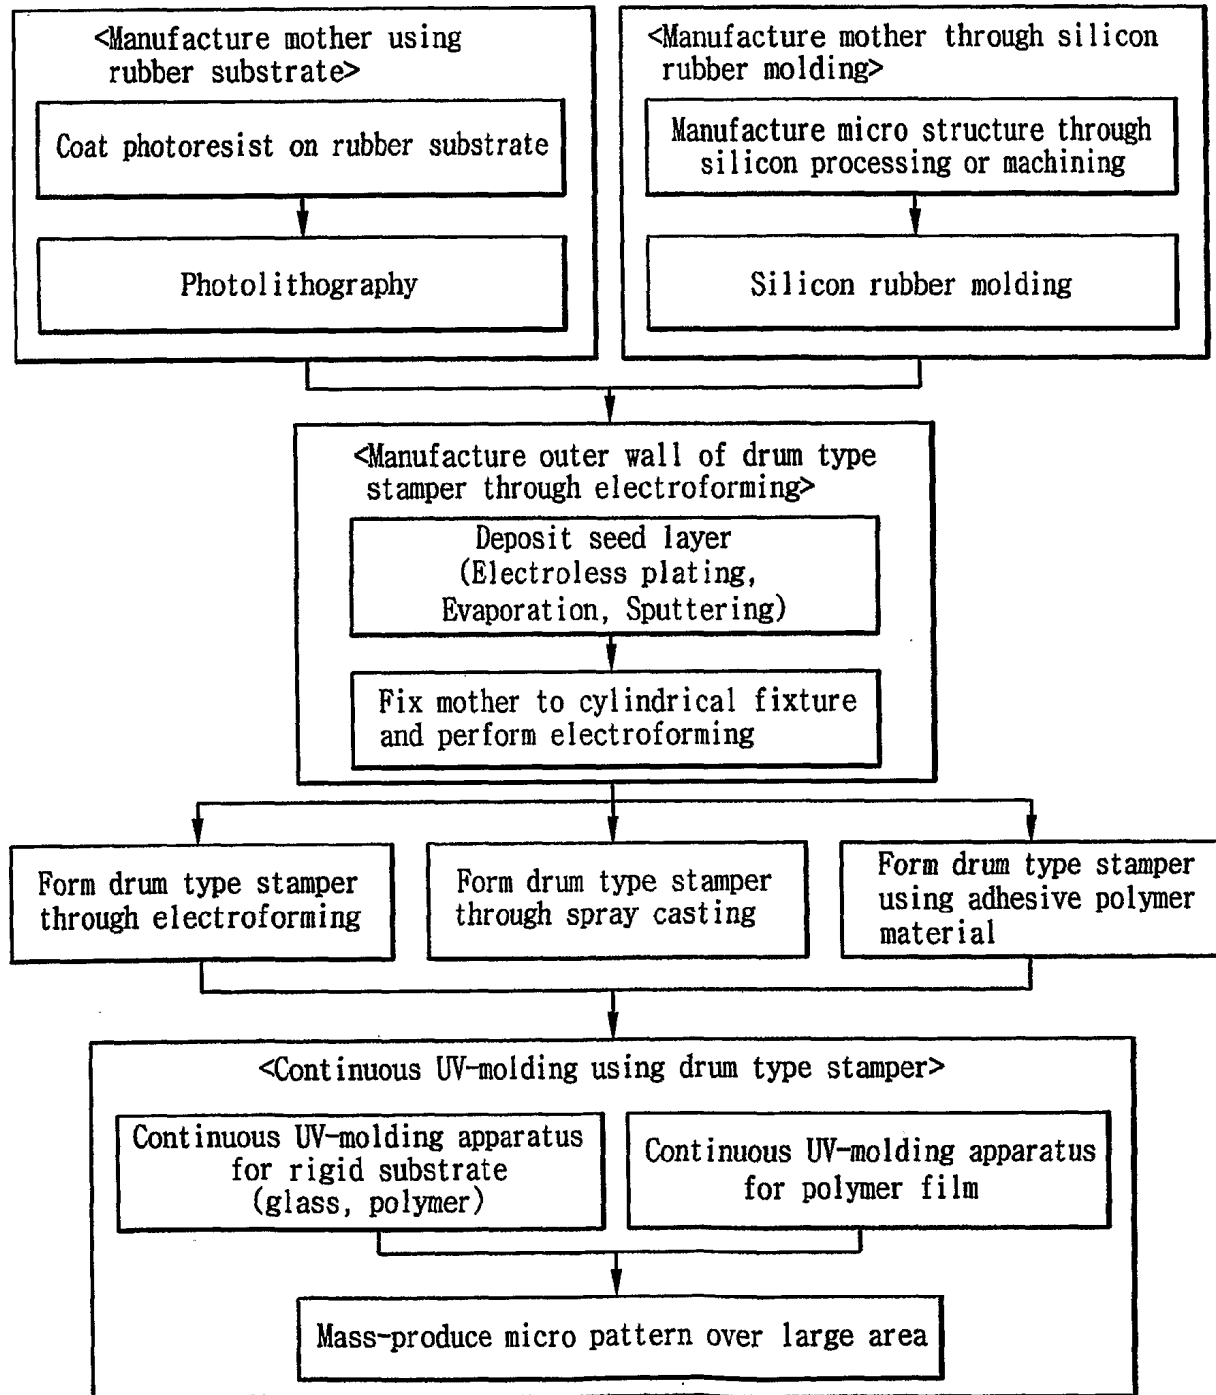 <Manufacture mother using
rubber substrate>
Coat photoresist on rubber substrate
Photolithography
<Manufacture mother through silicon
rubber molding>
Manufacture micro structure through
silicon processing or machining
Silicon rubber molding
<Manufacture outer wall of drum type
stamper through electroforming>
Deposit seed layer
(Electroless plating,
Evaporation, Sputtering)
Fix mother to cylindrical fixture
and perform electroforming
Form drum type stamper
through electroforming
Form drum type stamper
through spray casting
Form drum type stamper
using adhesive polymer
material
<Continuous UV-molding using drum type stamper>
Continuous UV-molding apparatus
for rigid substrate
(glass, polymer)
Continuous UV-molding apparatus
for polymer film
Mass-produce micro pattern over large area